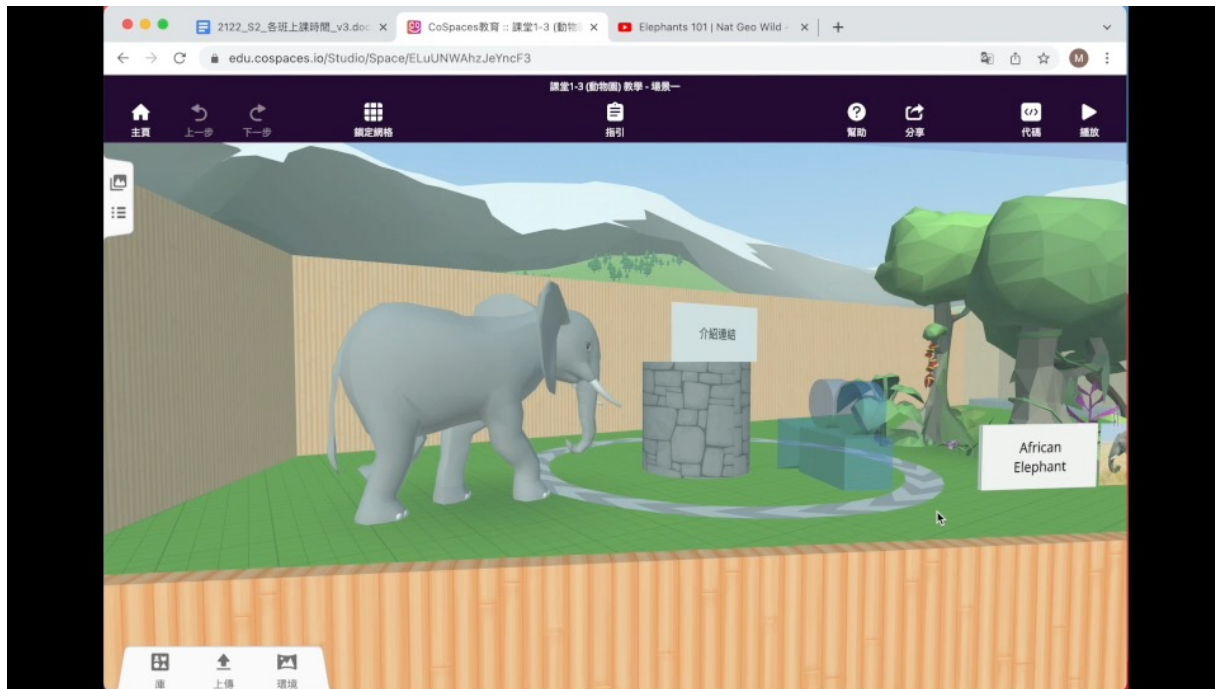 2122_S2_各班上課時間_v3.doc
CoSpaces教育 :: 課堂1-3 (動物
Elephants 101 | Nat Geo Wild -
edu.cospaces.io/Studio/Space/ELuUNWAhzJeYncF3
M
課堂1-3 (動物園) 教學 - 場景一
主頁
上一步
下一步
鎖定網格
指引
幫助
分享
代碼
播放
介紹連結
African
Elephant
庫
上傳
環境